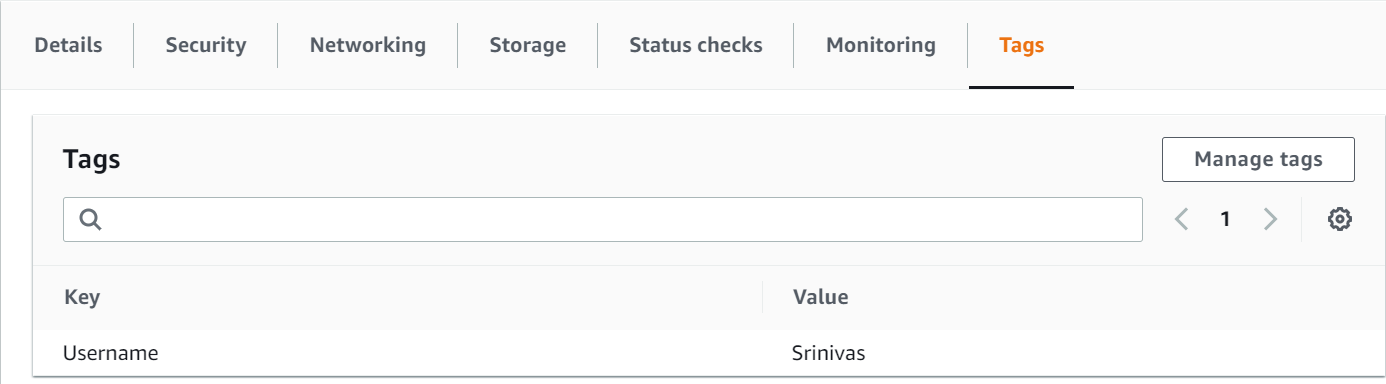 Details Security Networking Storage Status checks Monitoring Tags
Tags
Manage tags
1
Key Value
Username Srinivas